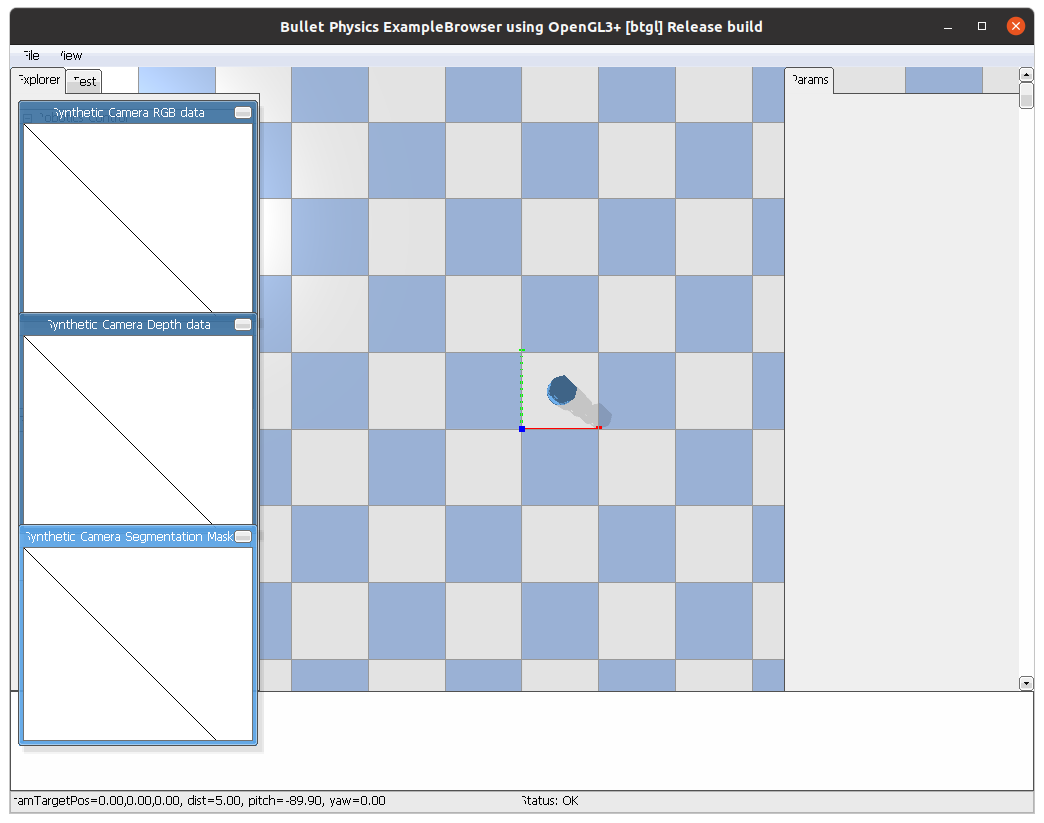 Bullet Physics ExampleBrowser using OpenGL3+ [btgl] Release build
File View
Explorer Test Params
Synthetic Camera RGB data
Synthetic Camera Depth data
Synthetic Camera Segmentation Mask
camTargetPos=0.00,0.00,0.00, dist=5.00, pitch=-89.90, yaw=0.00 Status: OK